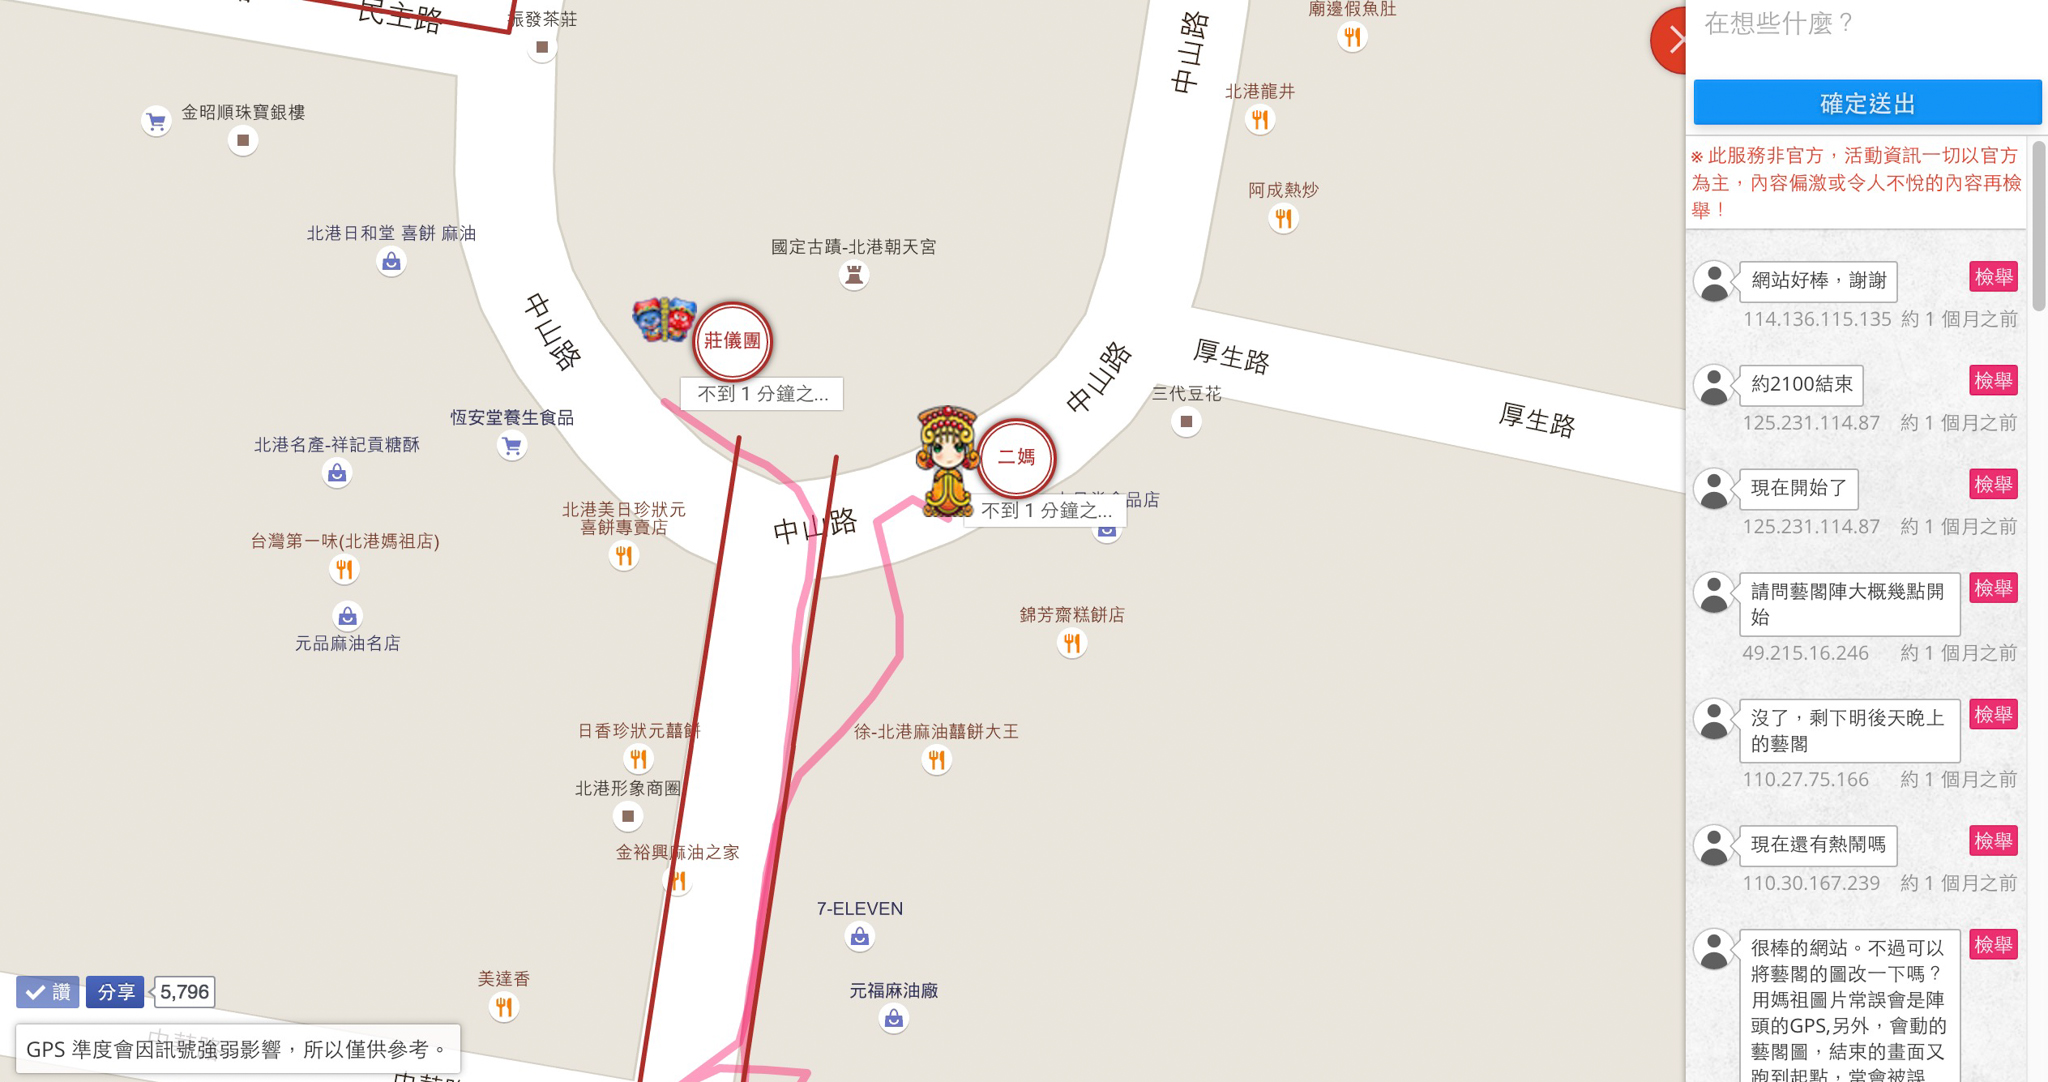 民主路
振發茶莊
中山路
廟邊假魚肚
金昭順珠寶銀樓
北港龍井
阿成熱炒
北港日和堂 喜餅 麻油
國定古蹟-北港朝天宮
中山路
莊儀團
不到 1 分鐘之...
中山路
厚生路
三代豆花
厚生路
恆安堂養生食品
北港名產-祥記貢糖酥
二媽
不到 1 分鐘之...
食品店
北港美日珍狀元
喜餅專賣店
中山路
台灣第一味(北港媽祖店)
元品麻油名店
錦芳齋糕餅店
日香珍狀元囍餅
徐-北港麻油囍餅大王
北港形象商圈
金裕興麻油之家
7-ELEVEN
美達香
元福麻油廠
讚
分享
5,796
GPS 準度會因訊號強弱影響，所以僅供參考。
在想些什麼？
確定送出
※ 此服務非官方，活動資訊一切以官方
為主，內容偏激或令人不悅的內容再檢
舉！
網站好棒，謝謝
檢舉
114.136.115.135 約 1 個月之前
約2100結束
檢舉
125.231.114.87 約 1 個月之前
現在開始了
檢舉
125.231.114.87 約 1 個月之前
請問藝閣陣大概幾點開
始
檢舉
49.215.16.246 約 1 個月之前
沒了，剩下明後天晚上
的藝閣
檢舉
110.27.75.166 約 1 個月之前
現在還有熱鬧嗎
檢舉
110.30.167.239 約 1 個月之前
很棒的網站。不過可以
將藝閣的圖改一下嗎？
用媽祖圖片常誤會是陣
頭的GPS,另外，會動的
藝閣圖，結束的畫面又
跑到起點，常會被誤
檢舉